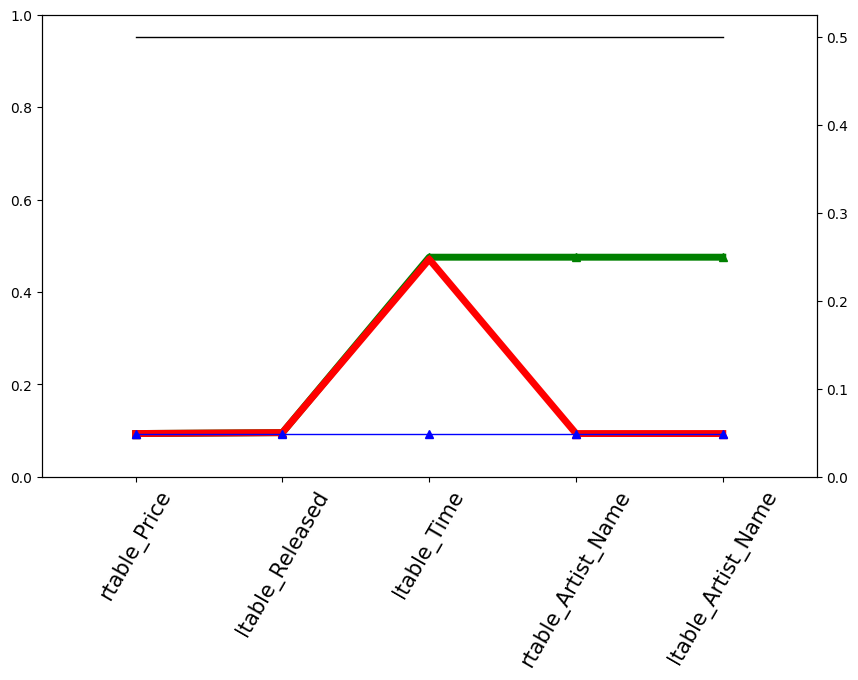 1.0
0.8
0.6
0.4
0.2
0.0
0.5
0.4
0.3
0.2
0.1
0.0
rtable_Price
ltable_Released
ltable_Time
rtable_Artist_Name
ltable_Artist_Name